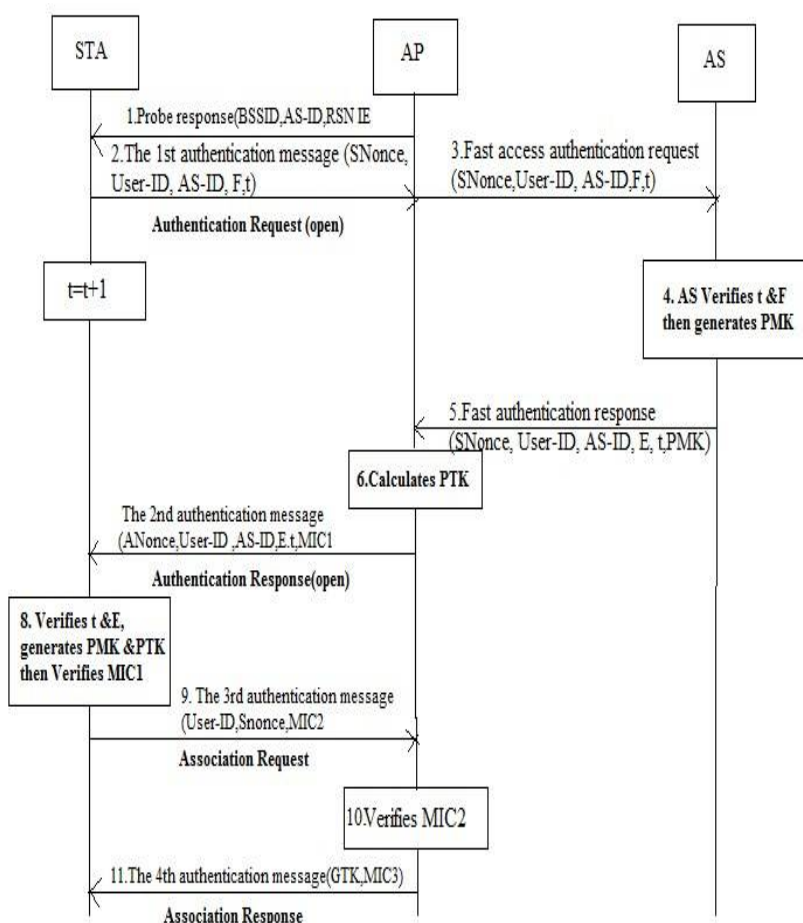 STA
AP
AS
1.Probe response(BSSID,AS-ID,RSN IE
2.The 1st authentication message (SNonce,
User-ID, AS-ID, F,t)
Authentication Request (open)
3.Fast access authentication request
(SNonce,User-ID, AS-ID,F,t)
t=t+1
4. AS Verifies t &F
then generates PMK
5.Fast authentication response
(SNonce, User-ID, AS-ID, E, t,PMK)
6.Calculates PTK
The 2nd authentication message
(ANonce,User-ID ,AS-ID,E.t,MIC1
Authentication Response(open)
8. Verifies t &E,
generates PMK &PTK
then Verifies MIC1
9. The 3rd authentication message
(User-ID,Snonce,MIC2
Association Request
10.Verifies MIC2
11.The 4th authentication message(GTK,MIC3)
Association Response